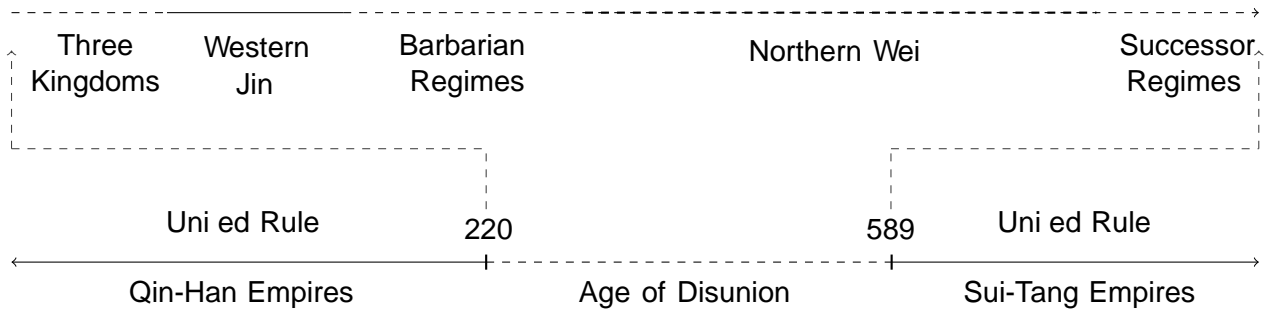 Three Kingdoms
Western Jin
Barbarian Regimes
Northern Wei
Successor Regimes
Uni ed Rule
220
589
Uni ed Rule
Qin-Han Empires
Age of Disunion
Sui-Tang Empires